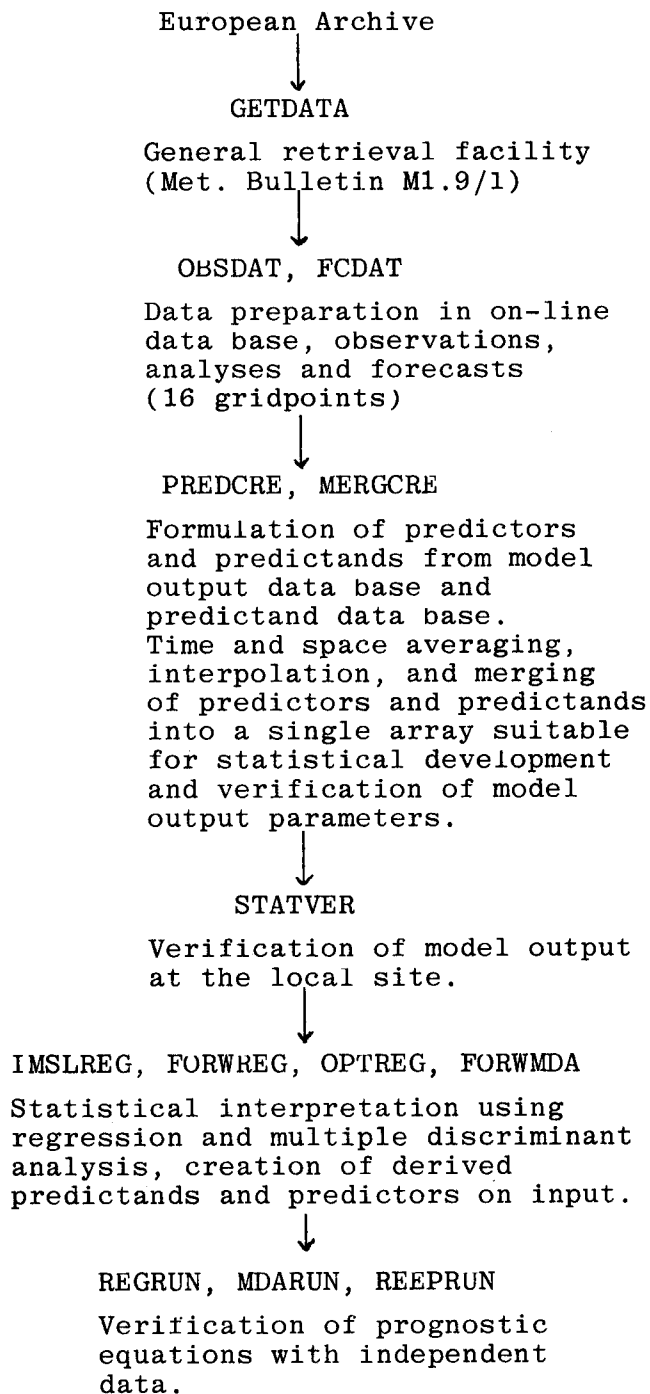 European Archive
GETDATA
General retrieval facility
(Met. Bulletin M1.9/1)
OBSDAT, FCDAT
Data preparation in on-line
data base, observations,
analyses and forecasts
(16 gridpoints)
PREDCRE, MERGCRE
Formulation of predictors
and predictands from model
output data base and
predictand data base.
Time and space averaging,
interpolation, and merging
of predictors and predictands
into a single array suitable
for statistical development
and verification of model
output parameters.
STATVER
Verification of model output
at the local site.
IMSLREG, FORWREG, OPTREG, FORWMDA
Statistical interpretation using
regression and multiple discriminant
analysis, creation of derived
predictands and predictors on input.
REGRUN, MDARUN, REEPRUN
Verification of prognostic
equations with independent
data.